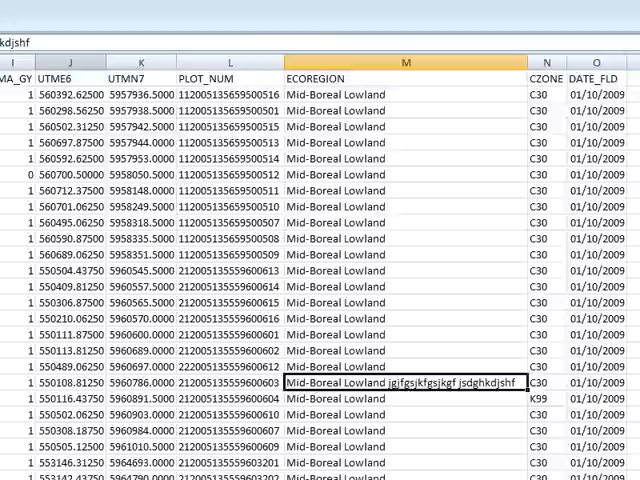 kdjshf
I J K L M N O
MA_GY UTME6 UTMN7 PLOT_NUM ECOREGION CZONE DATE_FLD
1 560392.62500 5957936.5000 112005135659500516 Mid-Boreal Lowland C30 01/10/2009
1 560298.56250 5957938.5000 112005135659500501 Mid-Boreal Lowland C30 01/10/2009
1 560502.31250 5957942.5000 112005135659500515 Mid-Boreal Lowland C30 01/10/2009
1 560697.87500 5957944.0000 112005135659500513 Mid-Boreal Lowland C30 01/10/2009
1 560592.62500 5957953.0000 112005135659500514 Mid-Boreal Lowland C30 01/10/2009
0 560700.50000 5958050.5000 112005135659500512 Mid-Boreal Lowland C30 01/10/2009
1 560712.37500 5958148.0000 112005135659500511 Mid-Boreal Lowland C30 01/10/2009
1 560701.06250 5958249.5000 112005135659500510 Mid-Boreal Lowland C30 01/10/2009
1 560495.06250 5958318.5000 112005135659500507 Mid-Boreal Lowland C30 01/10/2009
1 560590.87500 5958335.5000 112005135659500508 Mid-Boreal Lowland C30 01/10/2009
1 560689.06250 5958351.5000 112005135659500509 Mid-Boreal Lowland C30 01/10/2009
1 550504.43750 5960545.5000 212005135559600613 Mid-Boreal Lowland C30 01/10/2009
1 550409.81250 5960557.5000 212005135559600614 Mid-Boreal Lowland C30 01/10/2009
1 550306.87500 5960565.5000 212005135559600615 Mid-Boreal Lowland C30 01/10/2009
1 550210.06250 5960570.0000 212005135559600616 Mid-Boreal Lowland C30 01/10/2009
1 550111.87500 5960600.0000 212005135559600601 Mid-Boreal Lowland C30 01/10/2009
1 550113.81250 5960689.0000 212005135559600602 Mid-Boreal Lowland C30 01/10/2009
1 550489.06250 5960697.0000 222005135559600612 Mid-Boreal Lowland C30 01/10/2009
1 550108.81250 5960786.0000 212005135559600603 Mid-Boreal Lowland jgjfgsjkfgsjkgf jsdghkdjshf C30 01/10/2009
1 550116.43750 5960891.5000 212005135559600604 Mid-Boreal Lowland K99 01/10/2009
1 550502.06250 5960903.0000 212005135559600610 Mid-Boreal Lowland C30 01/10/2009
1 550308.18750 5960984.0000 212005135559600607 Mid-Boreal Lowland C30 01/10/2009
1 550505.12500 5961010.5000 212005135559600609 Mid-Boreal Lowland C30 01/10/2009
1 553146.31250 5964693.0000 212005135559603201 Mid-Boreal Lowland C30 01/10/2009
1 553142.43750 5964790.0000 212005135559603202 Mid-Boreal Lowland C30 01/10/2009